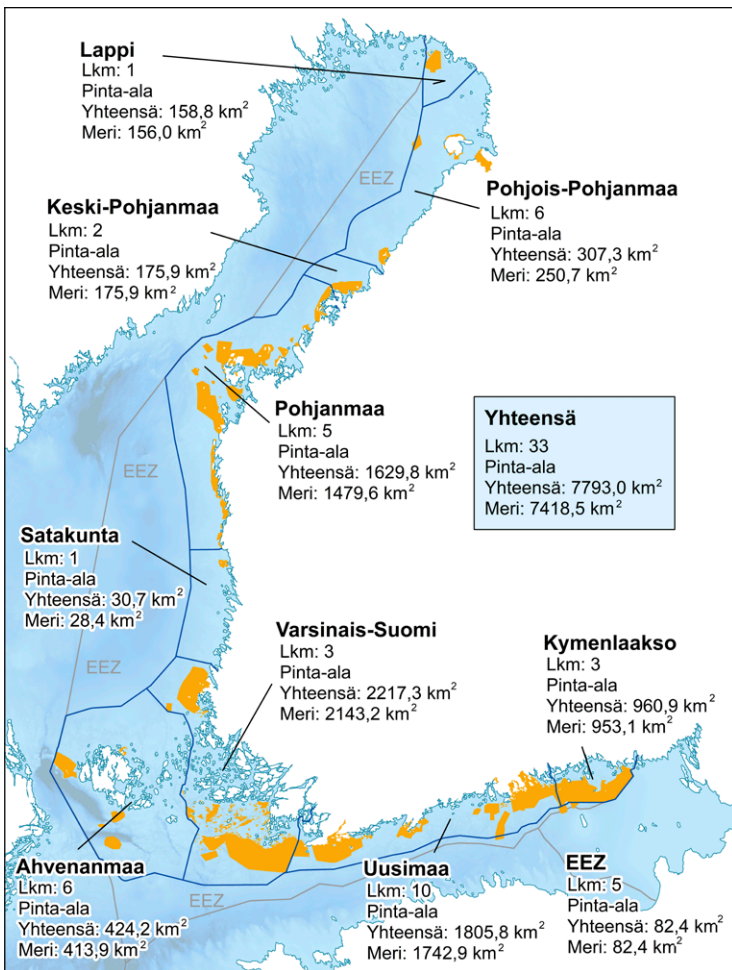 Lappi
Lkm: 1
Pinta-ala
Yhteensä: 158,8 km²
Meri: 156,0 km²
EEZ
Pohjois-Pohjanmaa
Lkm: 6
Pinta-ala
Yhteensä: 307,3 km²
Meri: 250,7 km²
Keski-Pohjanmaa
Lkm: 2
Pinta-ala
Yhteensä: 175,9 km²
Meri: 175,9 km²
Pohjanmaa
Lkm: 5
Pinta-ala
Yhteensä: 1629,8 km²
Meri: 1479,6 km²
Yhteensä
Lkm: 33
Pinta-ala
Yhteensä: 7793,0 km²
Meri: 7418,5 km²
EEZ
Satakunta
Lkm: 1
Pinta-ala
Yhteensä: 30,7 km²
Meri: 28,4 km²
Varsinais-Suomi
Lkm: 3
Pinta-ala
Yhteensä: 2217,3 km²
Meri: 2143,2 km²
Kymenlaakso
Lkm: 3
Pinta-ala
Yhteensä: 960,9 km²
Meri: 953,1 km²
EEZ
Ahvenanmaa
Lkm: 6
Pinta-ala
Yhteensä: 424,2 km²
Meri: 413,9 km²
EEZ
Uusimaa
Lkm: 10
Pinta-ala
Yhteensä: 1805,8 km²
Meri: 1742,9 km²
EEZ
Lkm: 5
Pinta-ala
Yhteensä: 82,4 km²
Meri: 82,4 km²